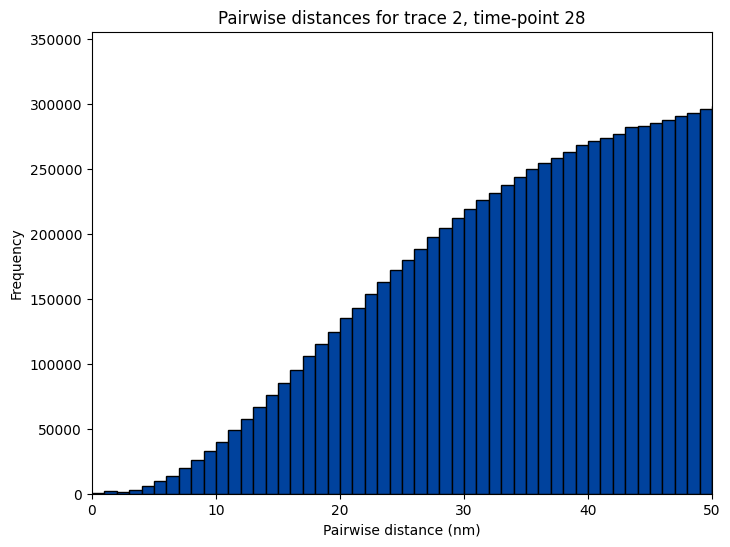 Pairwise distances for trace 2, time-point 28
350000
300000
250000
200000
150000
100000
50000
0
Frequency
0 10 20 30 40 50
Pairwise distance (nm)